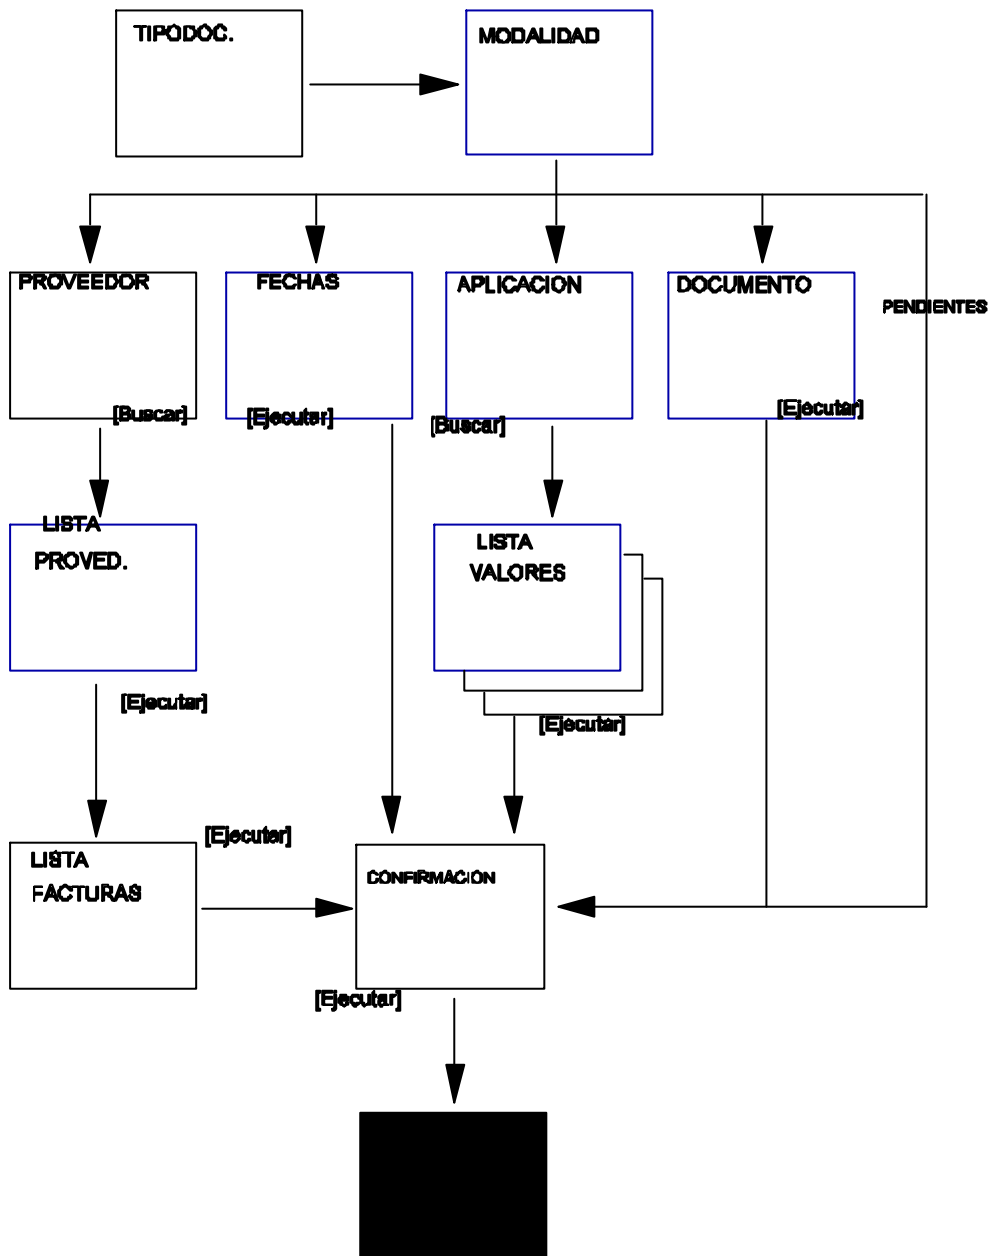 TIPODOC.
MODALIDAD
PROVEEDOR
FECHAS
APLICACION
DOCUMENTO
PENDIENTES
[Buscar]
[Ejecutar]
[Buscar]
[Ejecutar]
LISTA
PROVED.
LISTA
VALORES
[Ejecutar]
[Ejecutar]
[Ejecutar]
LISTA
FACTURAS
CONFIRMACION
[Ejecutar]